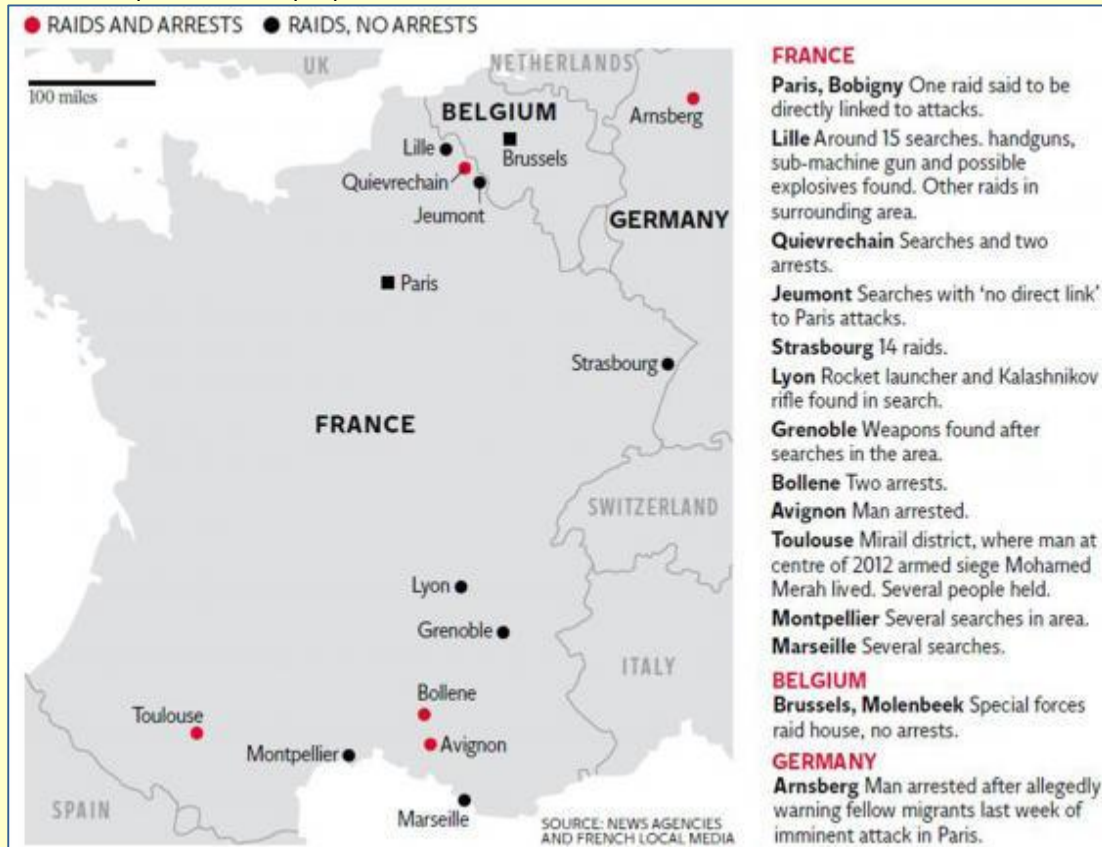 RAIDS AND ARRESTS RAIDS, NO ARRESTS
100 miles
UK
NETHERLANDS
BELGIUM
Arnsberg
Lille
Brussels
Quievrechain
Jeumont
GERMANY
Paris
Strasbourg
FRANCE
SWITZERLAND
Lyon
Grenoble
ITALY
Bollene
Toulouse
Avignon
Montpellier
SPAIN
Marseille
SOURCE: NEWS AGENCIES
AND FRENCH LOCAL MEDIA
FRANCE
Paris, Bobigny One raid said to be
directly linked to attacks.
Lille Around 15 searches. handguns,
sub-machine gun and possible
explosives found. Other raids in
surrounding area.
Quievrechain Searches and two
arrests.
Jeumont Searches with ‘no direct link’
to Paris attacks.
Strasbourg 14 raids.
Lyon Rocket launcher and Kalashnikov
rifle found in search.
Grenoble Weapons found after
searches in the area.
Bollene Two arrests.
Avignon Man arrested.
Toulouse Mirail district, where man at
centre of 2012 armed siege Mohamed
Merah lived. Several people held.
Montpellier Several searches in area.
Marseille Several searches.
BELGIUM
Brussels, Molenbeek Special forces
raid house, no arrests.
GERMANY
Arnsberg Man arrested after allegedly
warning fellow migrants last week of
imminent attack in Paris.